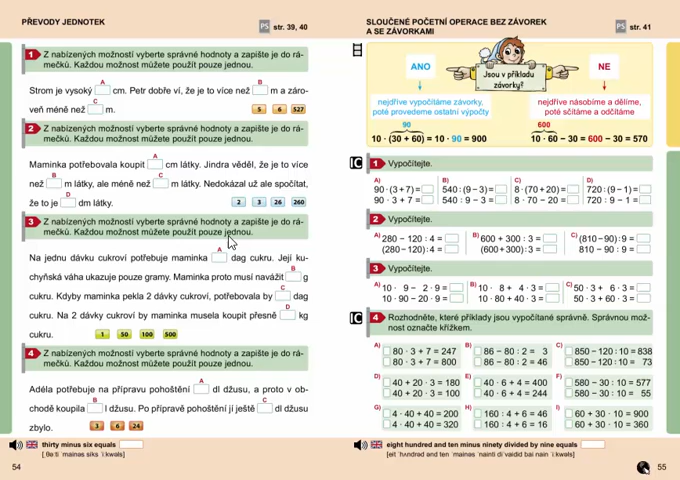 PŘEVODY JEDNOTEK
PS str. 39, 40
1 Z nabízených možností vyberte správné hodnoty a zapište je do rá-
mečků. Každou možnost můžete použít pouze jednou.
A B
Strom je vysoký cm. Petr dobře ví, že je to více než m a záro-
C
veň méně než m.
5 6 527
2 Z nabízených možností vyberte správné hodnoty a zapište je do rá-
mečků. Každou možnost můžete použít pouze jednou.
A
Maminka potřebovala koupit cm látky. Jindra věděl, že je to více
B C
než m látky, ale méně než m látky. Nedokázal už ale spočítat,
D
že to je dm látky.
2 3 26 260
3 Z nabízených možností vyberte správné hodnoty a zapište je do rá-
mečků. Každou možnost můžete použít pouze jednou.
A
Na jednu dávku cukroví potřebuje maminka dag cukru. Její ku-
B
chyňská váha ukazuje pouze gramy. Maminka proto musí navážit g
C
cukru. Kdyby maminka pekla 2 dávky cukroví, potřebovala by dag
D
cukru. Na 2 dávky cukroví by maminka musela koupit přesně kg
cukru.
1 50 100 500
4 Z nabízených možností vyberte správné hodnoty a zapište je do rá-
mečků. Každou možnost můžete použít pouze jednou.
A
Adéla potřebuje na přípravu pohoštění dl džusu, a proto v ob-
B C
chodě koupila l džusu. Po přípravě pohoštění jí ještě dl džusu
zbylo.
3 6 24
thirty minus six equals
54
SLOUČENÉ POČETNÍ OPERACE BEZ ZÁVOREK
A SE ZÁVORKAMI
PS str. 41
ANO
Jsou v příkladu
závorky?
NE
nejdříve vypočítáme závorky,
poté provedeme ostatní výpočty
nejdříve násobíme a dělíme,
poté sčítáme a odčítáme
90
10 · (30 + 60) = 10 · 90 = 900
600
10 · 60 − 30 = 600 − 30 = 570
1 Vypočítejte.
A) B) C) D)
90 · (3 + 7) = 540 : (9 − 3) = 8 · (70 + 20) = 720 : (9 − 1) =
90 · 3 + 7 = 540 : 9 − 3 = 8 · 70 − 20 = 720 : 9 − 1 =
2 Vypočítejte.
A) 280 − 120 : 4 = B) 600 + 300 : 3 = C) (810 − 90) : 9 =
(280 − 120) : 4 = (600 + 300) : 3 = 810 − 90 : 9 =
3 Vypočítejte.
A) B) C)
10 · 9 − 2 · 9 = 10 · 8 + 4 · 3 = 50 · 3 + 6 · 3 =
10 · 90 − 20 · 9 = 10 · 80 + 40 · 3 = 50 · 3 + 60 · 3 =
4 Rozhodněte, které příklady jsou vypočítané správně. Správnou mož-
nost označte křížkem.
A) B) C)
80 · 3 + 7 = 247 86 − 80 : 2 = 3 850 − 120 : 10 = 838
80 · 3 + 7 = 800 86 − 80 : 2 = 46 850 − 120 : 10 = 73
D) E) F)
40 + 20 · 3 = 180 40 · 6 + 4 = 400 580 − 30 : 10 = 577
40 + 20 · 3 = 100 40 · 6 + 4 = 244 580 − 30 : 10 = 55
G) H) I)
4 · 40 + 40 = 200 160 : 4 + 6 = 46 60 + 30 · 10 = 900
4 · 40 + 40 = 320 160 : 4 + 6 = 16 60 + 30 · 10 = 360
eight hundred and ten minus ninety divided by nine equals
55